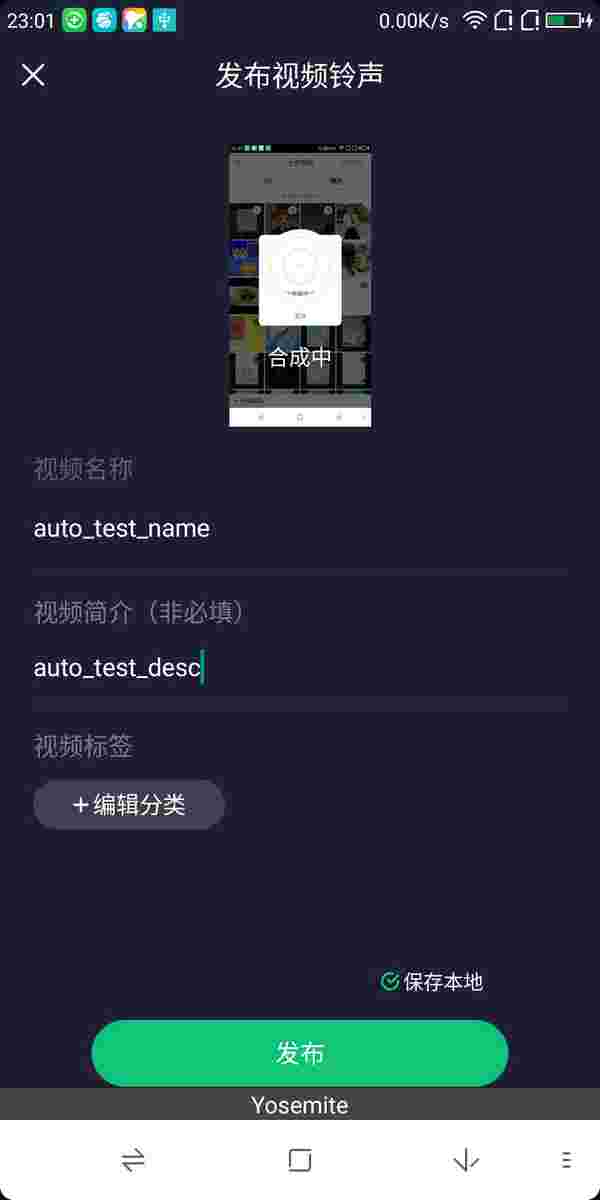 23:01
0.00K/s
发布视频铃声
合成中
视频名称
auto_test_name
视频简介（非必填）
auto_test_desc
视频标签
+编辑分类
保存本地
发布
Yosemite